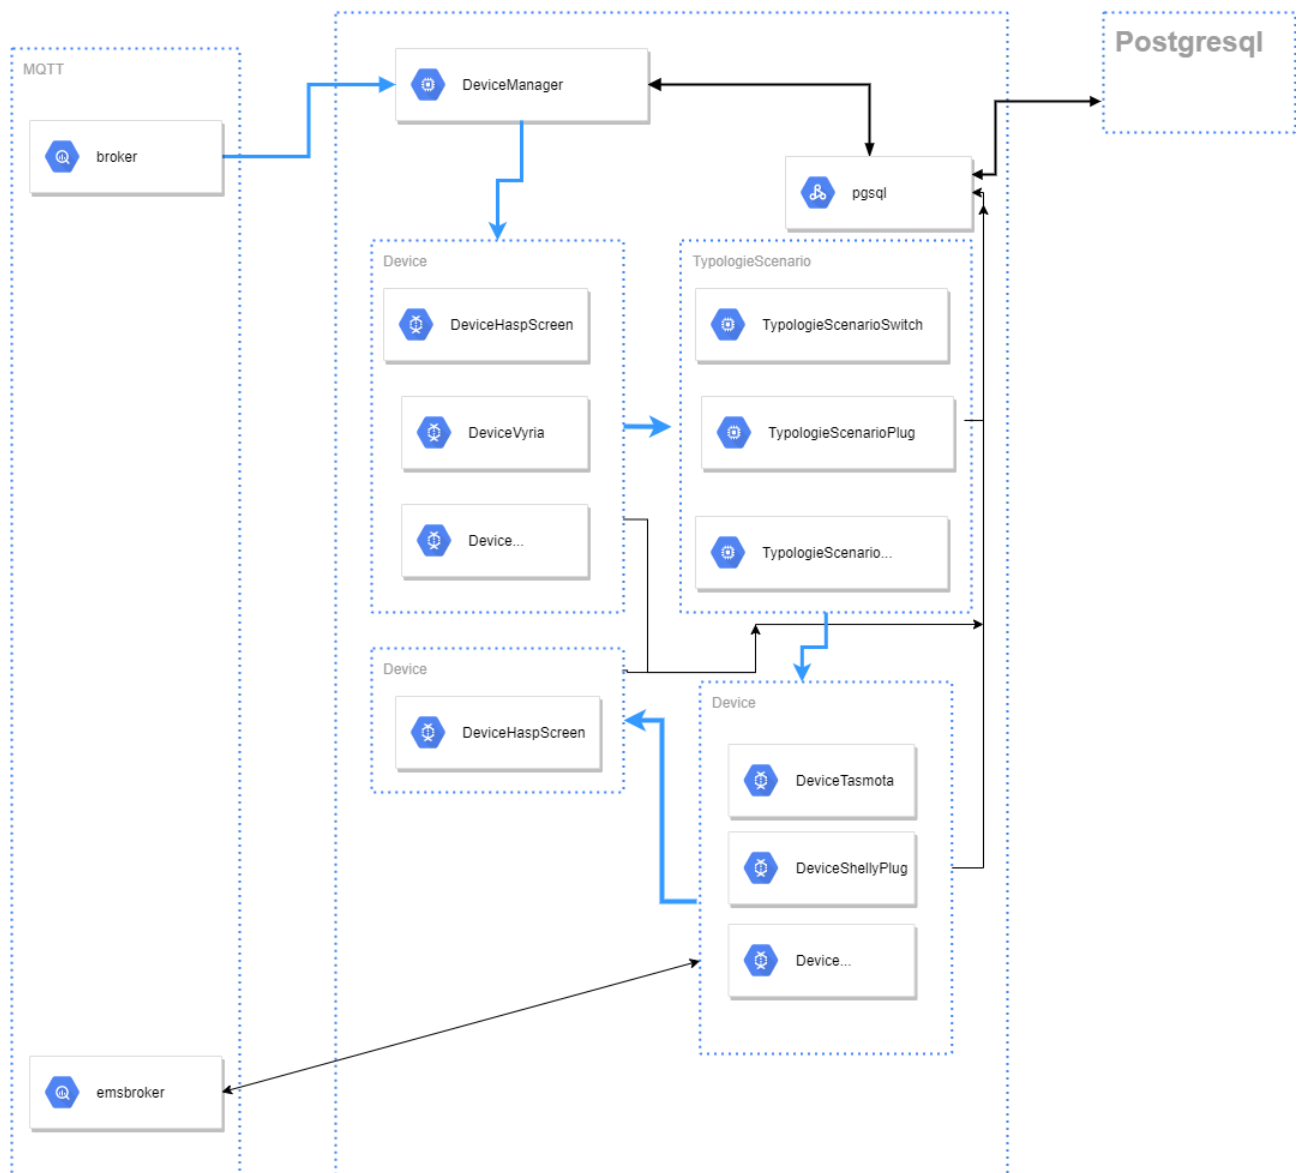 Postgresql
MQTT
DeviceManager
broker
pgsql
Device
TypologieScenario
DeviceHaspScreen
TypologieScenarioSwitch
DeviceVyria
TypologieScenarioPlug
Device...
TypologieScenario...
Device
DeviceHaspScreen
Device
DeviceTasmota
DeviceShellyPlug
Device...
emsbroker